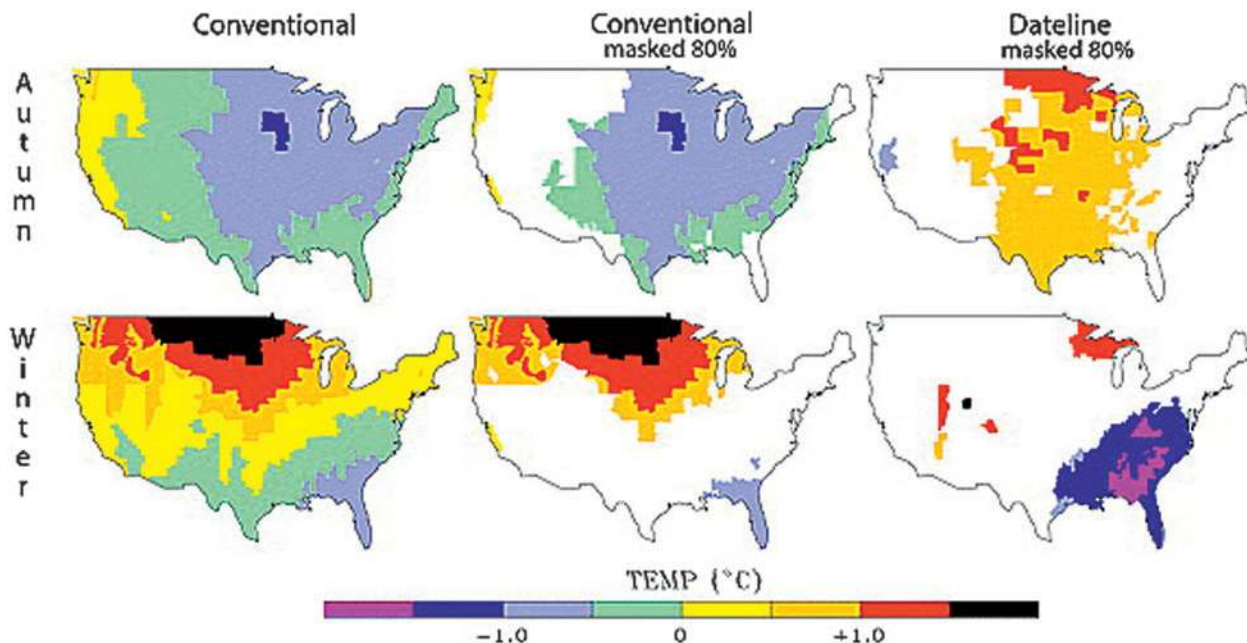 Conventional
Conventional
masked 80%
Dateline
masked 80%
Autumn
Winter
TEMP (°C)
-1.0 0 +1.0